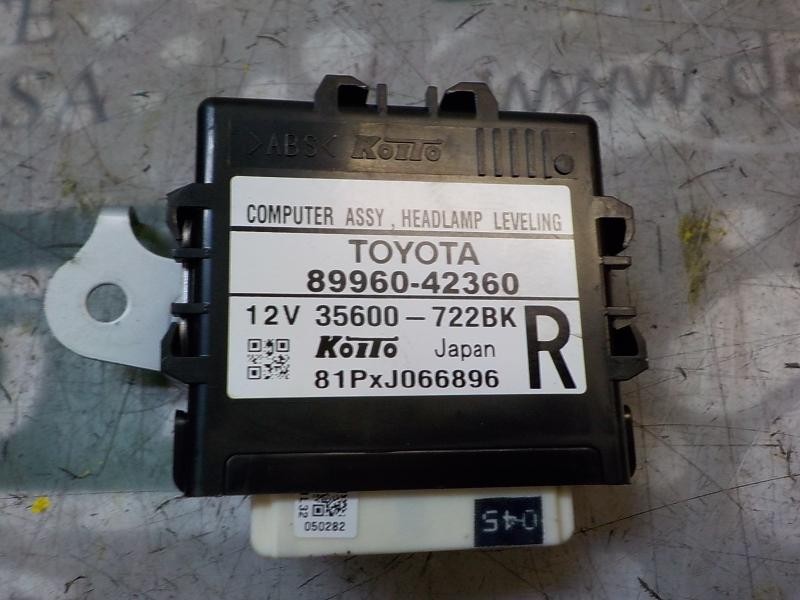 >ABS< KOITO
COMPUTER ASSY, HEADLAMP LEVELING
TOYOTA
89960-42360
12V 35600-722BK
R
KOITO Japan
81PxJ066896
050282
045